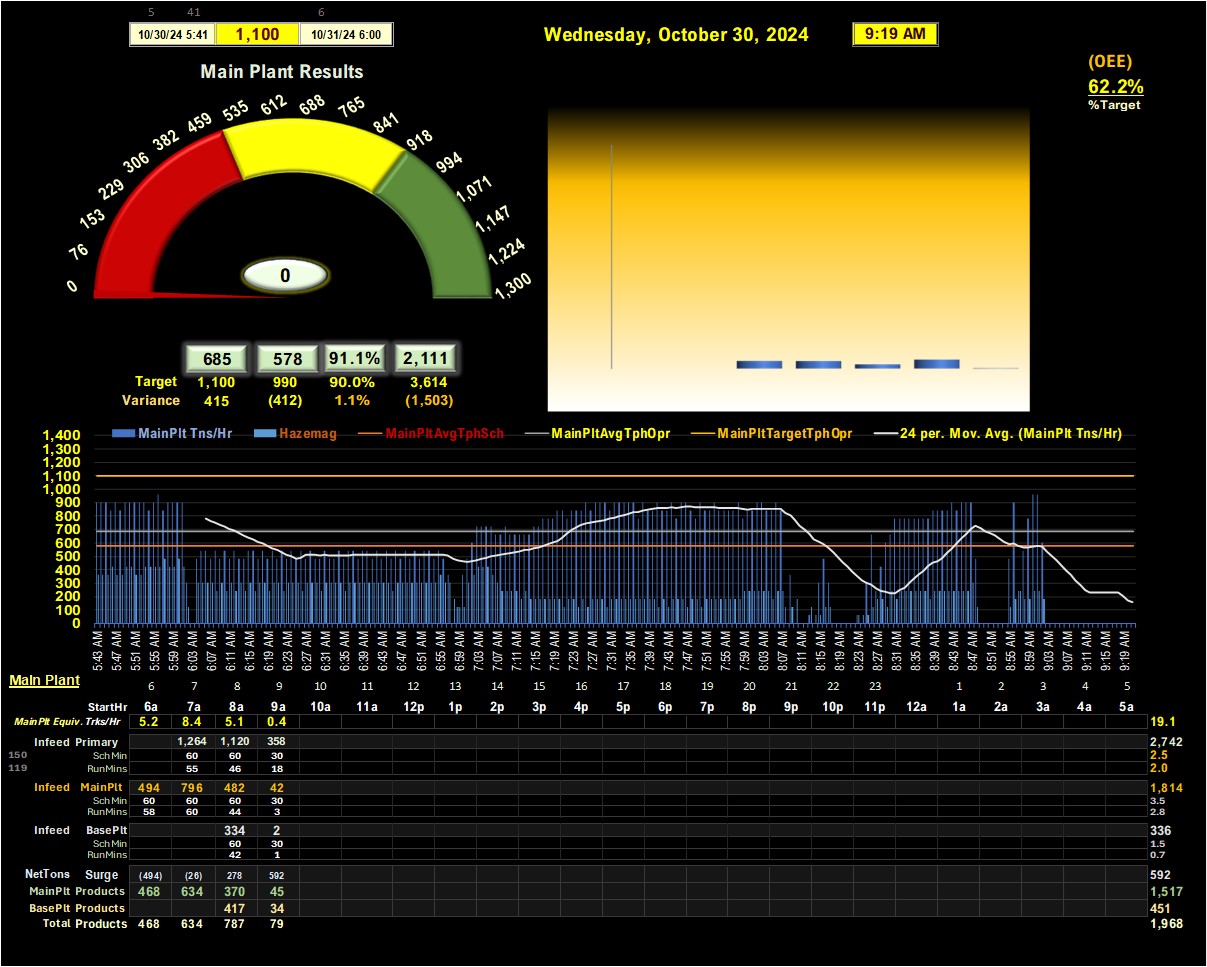 5 41 6
10/30/24 5:41 1,100 10/31/24 6:00
Wednesday, October 30, 2024
9:19 AM
(OEE)
62.2%
%Target
Main Plant Results
0 76 153 229 306 382 459 535 612 688 765 841 918 994 1,071 1,147 1,224 1,300
0
685 578 91.1% 2,111
Target 1,100 990 90.0% 3,614
Variance 415 (412) 1.1% (1,503)
MainPlt Tns/Hr Hazemag MainPltAvgTphSch MainPltAvgTphOpr MainPltTargetTphOpr 24 per. Mov. Avg. (MainPlt Tns/Hr)
1,400
1,300
1,200
1,100
1,000
900
800
700
600
500
400
300
200
100
0
5:43 AM 5:47 AM 5:51 AM 5:55 AM 5:59 AM 6:03 AM 6:07 AM 6:11 AM 6:15 AM 6:19 AM 6:23 AM 6:27 AM 6:31 AM 6:35 AM 6:39 AM 6:43 AM 6:47 AM 6:51 AM 6:55 AM 6:59 AM 7:03 AM 7:07 AM 7:11 AM 7:15 AM 7:19 AM 7:23 AM 7:27 AM 7:31 AM 7:35 AM 7:39 AM 7:43 AM 7:47 AM 7:51 AM 7:55 AM 7:59 AM 8:03 AM 8:07 AM 8:11 AM 8:15 AM 8:19 AM 8:23 AM 8:27 AM 8:31 AM 8:35 AM 8:39 AM 8:43 AM 8:47 AM 8:51 AM 8:55 AM 8:59 AM 9:03 AM 9:07 AM 9:11 AM 9:15 AM 9:19 AM
Main Plant
6 7 8 9 10 11 12 13 14 15 16 17 18 19 20 21 22 23 1 2 3 4 5
StartHr 6a 7a 8a 9a 10a 11a 12p 1p 2p 3p 4p 5p 6p 7p 8p 9p 10p 11p 12a 1a 2a 3a 4a 5a
MainPlt Equiv. Trks/Hr 5.2 8.4 5.1 0.4 19.1
Infeed Primary 1,264 1,120 358 2,742
150 SchMin 60 60 30 2.5
119 RunMins 55 46 18 2.0
Infeed MainPlt 494 796 482 42 1,814
SchMin 60 60 60 30 3.5
RunMins 58 60 44 3 2.8
Infeed BasePlt 334 2 336
SchMin 60 30 1.5
RunMins 42 1 0.7
NetTons Surge (494) (26) 278 592 592
MainPlt Products 468 634 370 45 1,517
BasePlt Products 417 34 451
Total Products 468 634 787 79 1,968